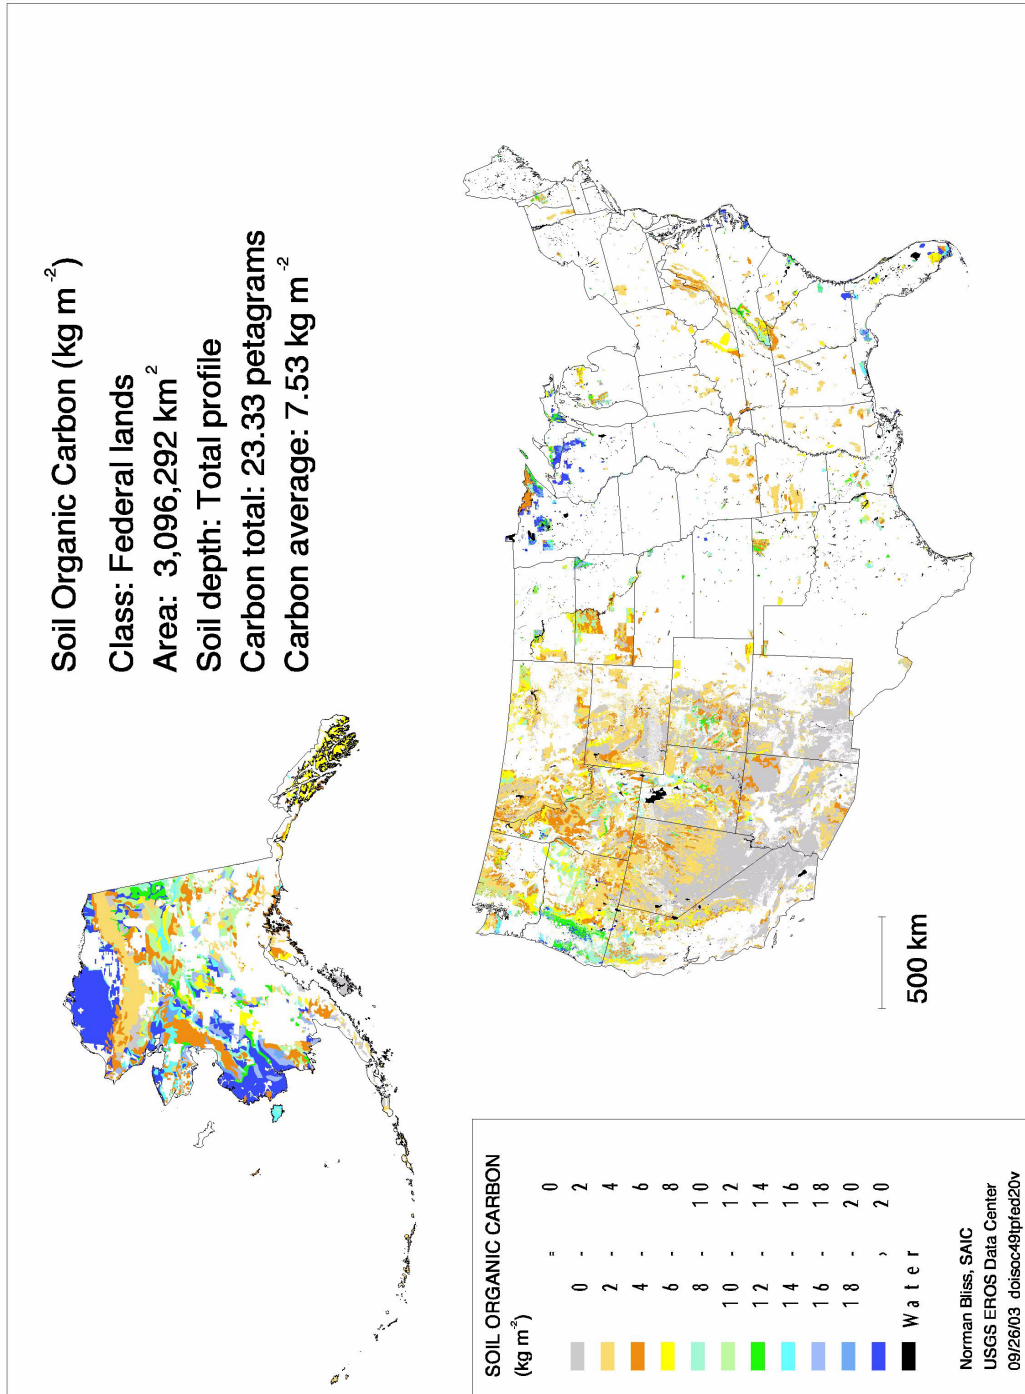 Soil Organic Carbon (kg m⁻²)
Class: Federal lands
Area: 3,096,292 km²
Soil depth: Total profile
Carbon total: 23.33 petagrams
Carbon average: 7.53 kg m⁻²
500 km
SOIL ORGANIC CARBON
(kg m⁻²)
= 0
0 - 2
2 - 4
4 - 6
6 - 8
8 - 10
10 - 12
12 - 14
14 - 16
16 - 18
18 - 20
> 20
Water
Norman Bliss, SAIC
USGS EROS Data Center
09/26/03 doisoc49tpfed20v